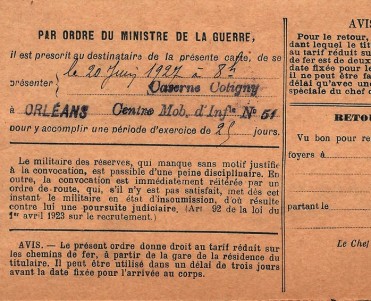 PAR ORDRE DU MINISTRE DE LA GUERRE,
il est prescrit au destinataire de la présente carte, de se
présenter le 20 Juin 1927 à 8h
Caserne Coligny
à ORLÉANS Centre Mob. d'Inf.ie N° 51
pour y accomplir une période d'exercice de 25 jours.
Le militaire des réserves, qui manque sans motif justifié
à la convocation, est passible d'une peine disciplinaire. En
outre, la convocation est immédiatement réitérée par un
ordre de route, qui, s'il n'y est pas satisfait, met dès cet
instant le militaire en état d'insoumission, d'où résulte
contre lui une poursuite judiciaire. (Art. 92 de la loi du
1er avril 1923 sur le recrutement.)
AVIS. — Le présent ordre donne droit au tarif réduit sur
les chemins de fer, à partir de la gare de la résidence du
titulaire. Il peut être utilisé dans un délai de trois jours
avant la date fixée pour l'arrivée au corps.
AVIS
Pour le retour,
dant lequel le titu
au tarif réduit sur
de fer est de deux
date fixée pour le
il ne peut être fai
délai qu'avec une
spéciale du chef d
RETOU
Vu bon pour re
foyers à
partant le
Le Chef